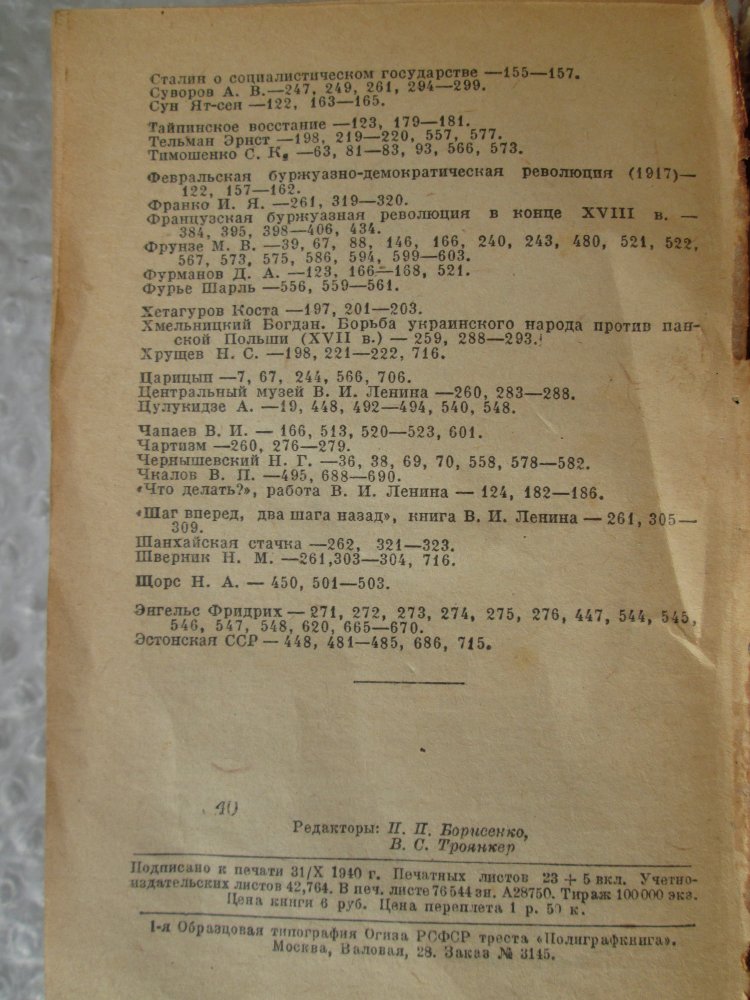 Сталин о социалистическом государстве —155—157.
Суворов А. В.—247, 249, 261, 294—299.
Сун Ят-сен —122, 163—165.
Тайпинское восстание —123, 179—181.
Тельман Эрнст —198, 219—220, 557, 577.
Тимошенко С. К. —63, 81—83, 93, 566, 573.
Февральская буржуазно-демократическая революция (1917)—
122, 157—162.
Франко И. Я. —261, 319—320.
Французская буржуазная революция в конце XVIII в. —
384, 395, 398—406, 434.
Фрунзе М. В. —39, 67, 88, 146, 166, 240, 243, 480, 521, 522,
567, 573, 575, 586, 594, 599—603.
Фурманов Д. А. —123, 166—168, 521.
Фурье Шарль —556, 559—561.
Хетагуров Коста —197, 201—203.
Хмельницкий Богдан. Борьба украинского народа против пан-
ской Польши (XVII в.) — 259, 288—293.
Хрущев Н. С. —198, 221—222, 716.
Царицын —7, 67, 244, 566, 706.
Центральный музей В. И. Ленина —260, 283—288.
Цулукидзе А. —19, 448, 492—494, 540, 548.
Чапаев В. И. — 166, 513, 520—523, 601.
Чартизм —260, 276—279.
Чернышевский Н. Г. —36, 38, 69, 70, 558, 578—582.
Чкалов В. П. —495, 688—690.
«Что делать?», работа В. И. Ленина — 124, 182—186.
«Шаг вперед, два шага назад», книга В. И. Ленина — 261, 305—
309.
Шанхайская стачка —262, 321—323.
Шверник Н. М. —261,303—304, 716.
Щорс Н. А. — 450, 501—503.
Энгельс Фридрих — 271, 272, 273, 274, 275, 276, 447, 544, 545,
546, 547, 548, 620, 665—670.
Эстонская ССР — 448, 481—485, 686, 715.
40
Редакторы: П. П. Борисенко,
В. С. Троянкер
Подписано к печати 31/X 1940 г. Печатных листов 23 + 5 вкл. Учетно-
издательских листов 42,764. В печ. листе 76 544 зн. А28750. Тираж 100 000 экз.
Цена книги 6 руб. Цена переплета 1 р. 50 к.
1-я Образцовая типография Огиза РСФСР треста «Полиграфкнига».
Москва, Валовая, 28. Заказ № 3145.